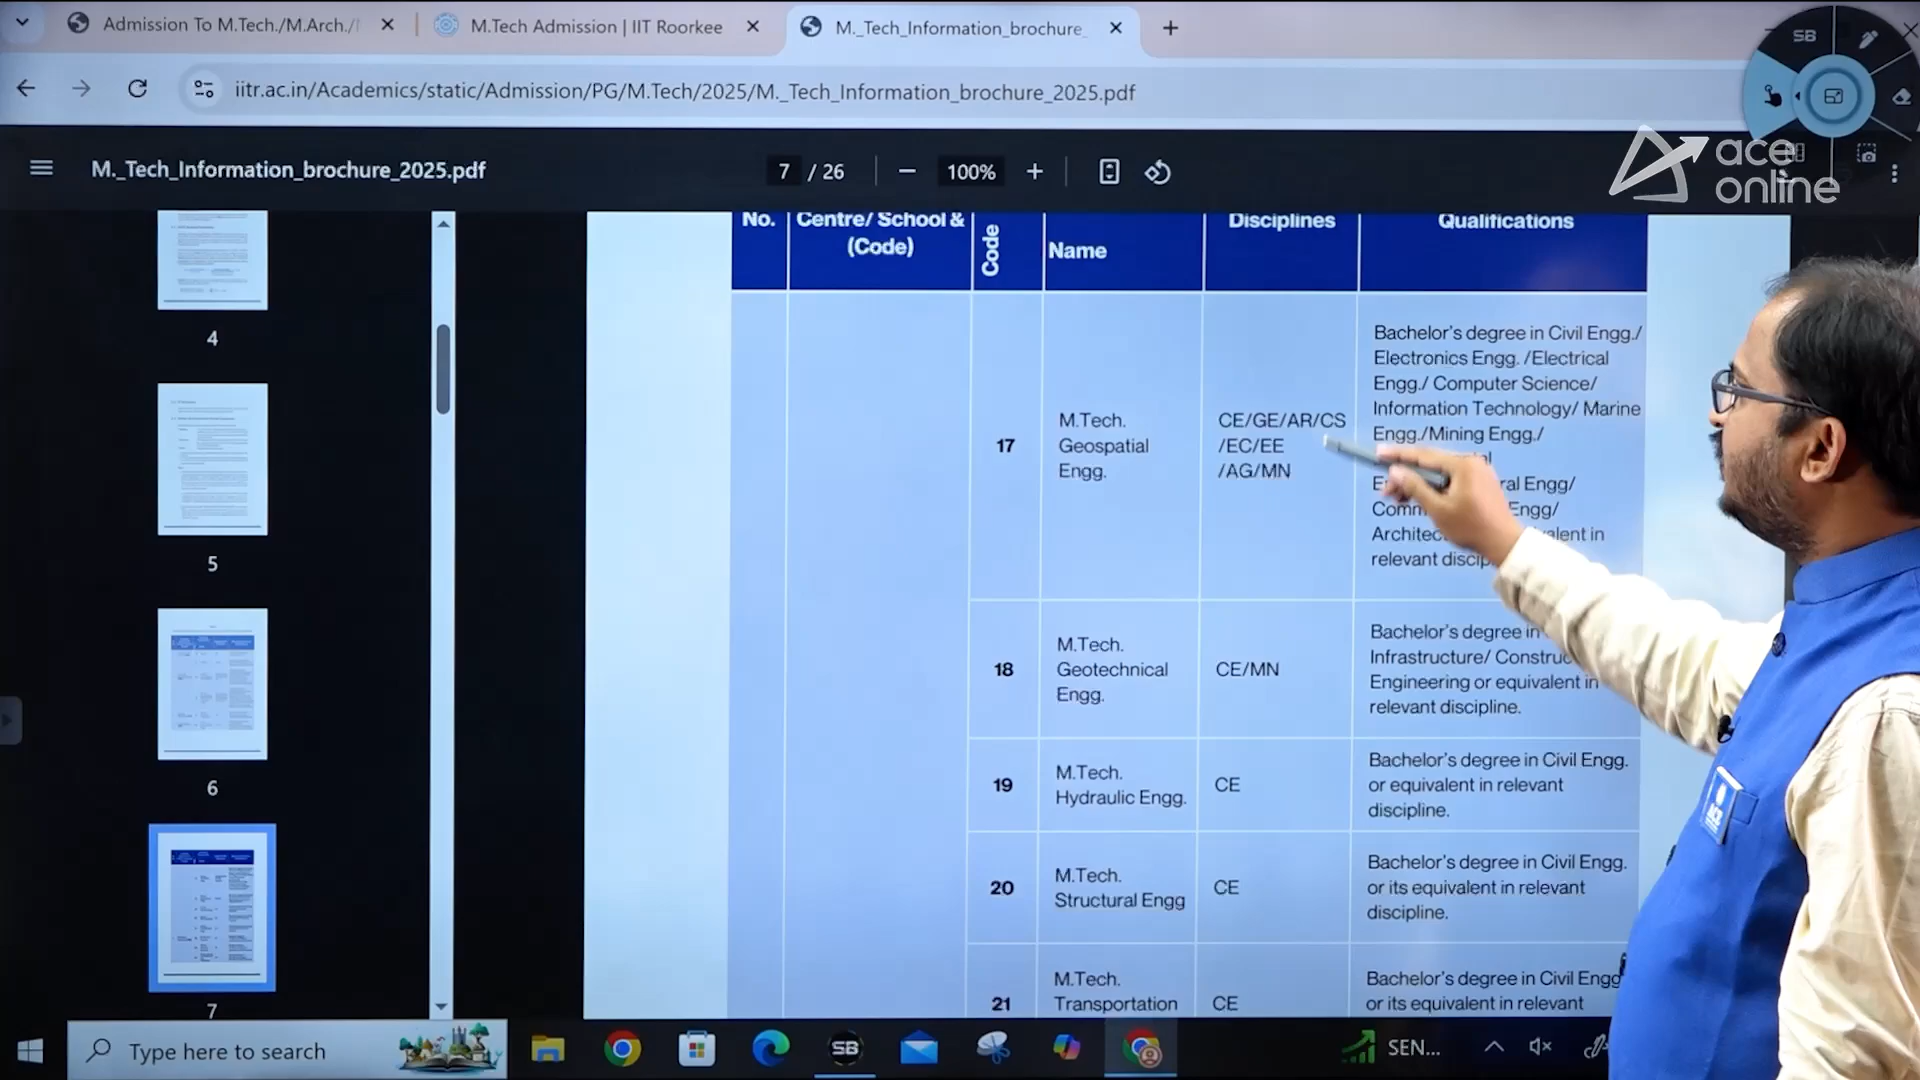 Admission To M.Tech./M.Arch./
M.Tech Admission | IIT Roorkee
M._Tech_Information_brochure_
SB
iitr.ac.in/Academics/static/Admission/PG/M.Tech/2025/M._Tech_Information_brochure_2025.pdf
M._Tech_Information_brochure_2025.pdf
7 / 26
100%
ace
online
4
5
6
7
No.
Centre/ School &
(Code)
Code
Name
Disciplines
Qualifications
17
M.Tech.
Geospatial
Engg.
CE/GE/AR/CS
/EC/EE
/AG/MN
Bachelor's degree in Civil Engg./
Electronics Engg. /Electrical
Engg./ Computer Science/
Information Technology/ Marine
Engg./Mining Engg./
ral Engg/
Engg/
relevant
18
M.Tech.
Geotechnical
Engg.
CE/MN
Bachelor's degree in
Infrastructure/
Engineering or equivalent in
relevant discipline.
19
M.Tech.
Hydraulic Engg.
CE
Bachelor's degree in Civil Engg.
or equivalent in relevant
discipline.
20
M.Tech.
Structural Engg
CE
Bachelor's degree in Civil Engg.
or its equivalent in relevant
discipline.
21
M.Tech.
Transportation
CE
Bachelor's degree in Civil Engg
or its equivalent in relevant
Type here to search
SB
SEN...